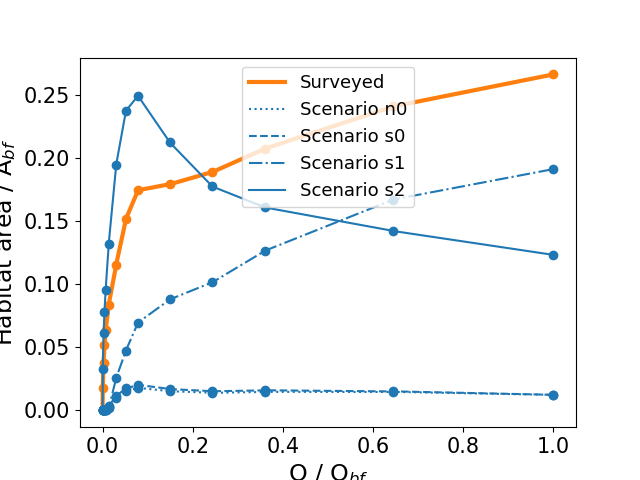 Surveyed
Scenario n0
Scenario s0
Scenario s1
Scenario s2
Habitat area / A_bf
0.25
0.20
0.15
0.10
0.05
0.00
0.0 0.2 0.4 0.6 0.8 1.0
Q / Q_bf